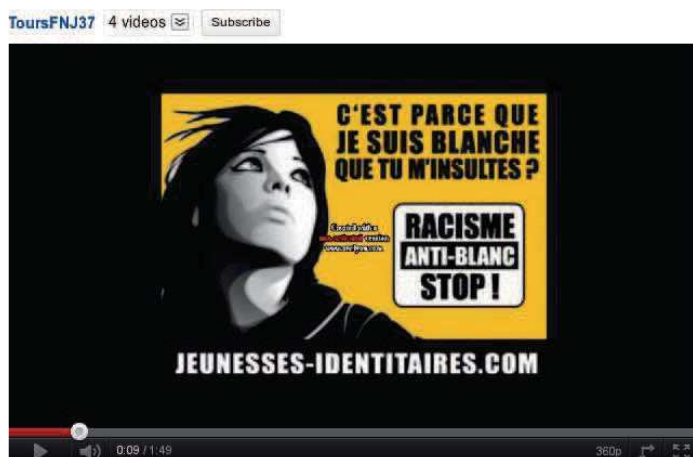 ToursFNJ37 4 videos Subscribe
C'EST PARCE QUE
JE SUIS BLANCHE
QUE TU M'INSULTES ?
RACISME
ANTI-BLANC
STOP !
JEUNESSES-IDENTITAIRES.COM
0:09 / 1:49 360p